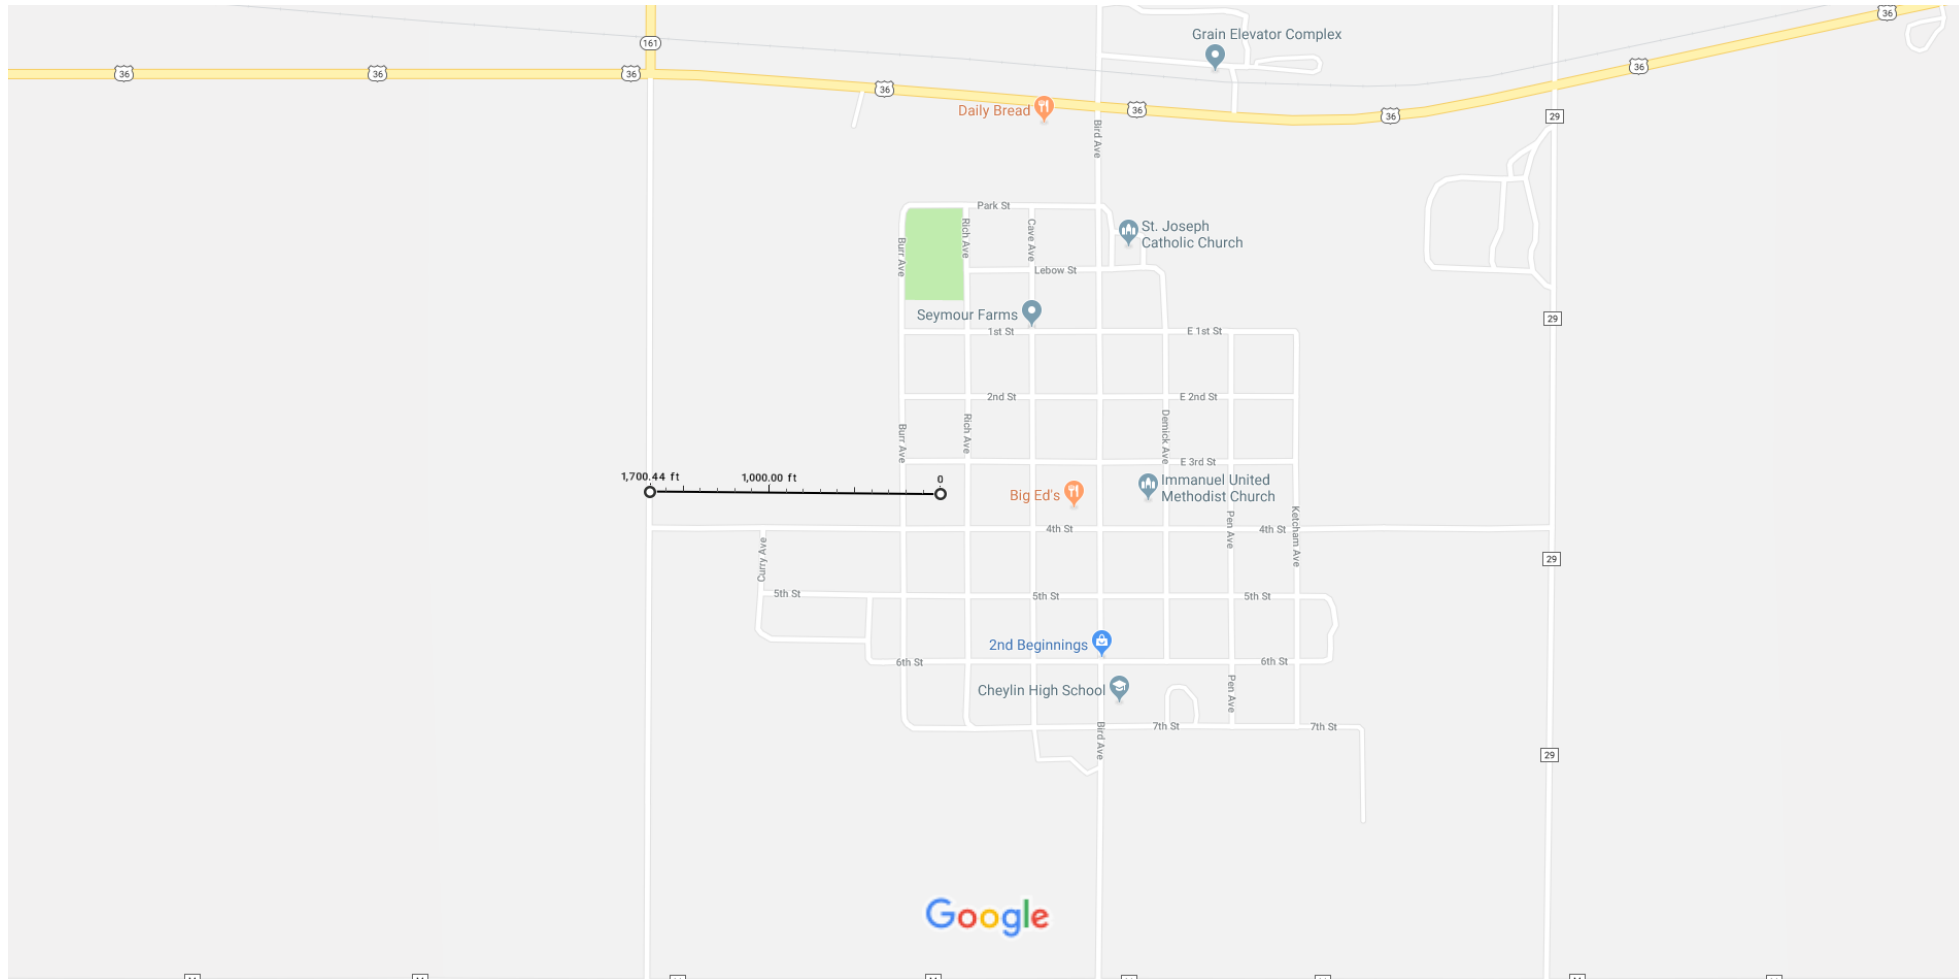 Grain Elevator Complex
161
36
36
36
36
36
36
36
36
Daily Bread
Bird Ave
29
Park St
St. Joseph
Catholic Church
Burr Ave
Rich Ave
Cave Ave
Lebow St
Seymour Farms
29
1st St
E 1st St
2nd St
E 2nd St
Burr Ave
Rich Ave
Demick Ave
E 3rd St
1,700.44 ft
1,000.00 ft
0
Big Ed's
Immanuel United
Methodist Church
4th St
4th St
Pen Ave
Ketcham Ave
Curry Ave
29
5th St
5th St
5th St
2nd Beginnings
6th St
6th St
Cheylin High School
Pen Ave
7th St
7th St
Bird Ave
29
Google